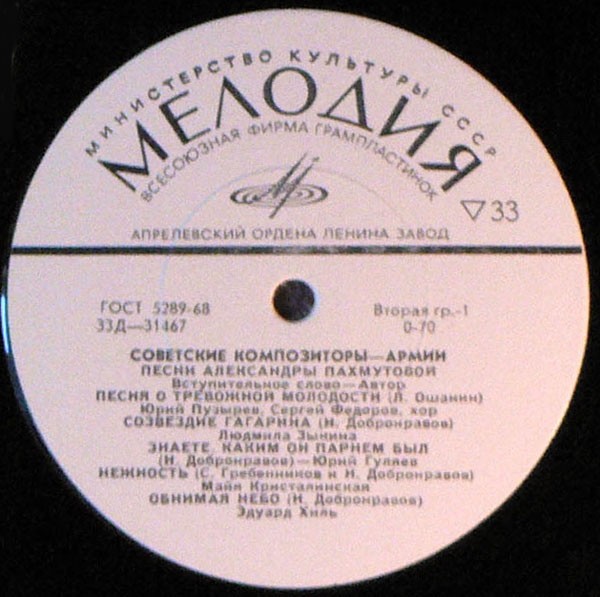 МИНИСТЕРСТВО КУЛЬТУРЫ СССР
МЕЛОДИЯ
ВСЕСОЮЗНАЯ ФИРМА ГРАМПЛАСТИНОК
▽ 33
АПРЕЛЕВСКИЙ ОРДЕНА ЛЕНИНА ЗАВОД
ГОСТ 5289-68
Вторая гр.-1
33Д—31467
0-70
СОВЕТСКИЕ КОМПОЗИТОРЫ—АРМИИ
ПЕСНИ АЛЕКСАНДРЫ ПАХМУТОВОЙ
Вступительное слово—Автор
ПЕСНЯ О ТРЕВОЖНОЙ МОЛОДОСТИ (Л. Ошанин)
Юрий Пузырев, Сергей Федоров, хор
СОЗВЕЗДИЕ ГАГАРИНА (Н. Добронравов)
Людмила Зыкина
ЗНАЕТЕ, КАКИМ ОН ПАРНЕМ БЫЛ
(Н. Добронравов)—Юрий Гуляев
НЕЖНОСТЬ (С. Гребенников и Н. Добронравов)
Майя Кристалинская
ОБНИМАЯ НЕБО (Н. Добронравов)
Эдуард Хиль